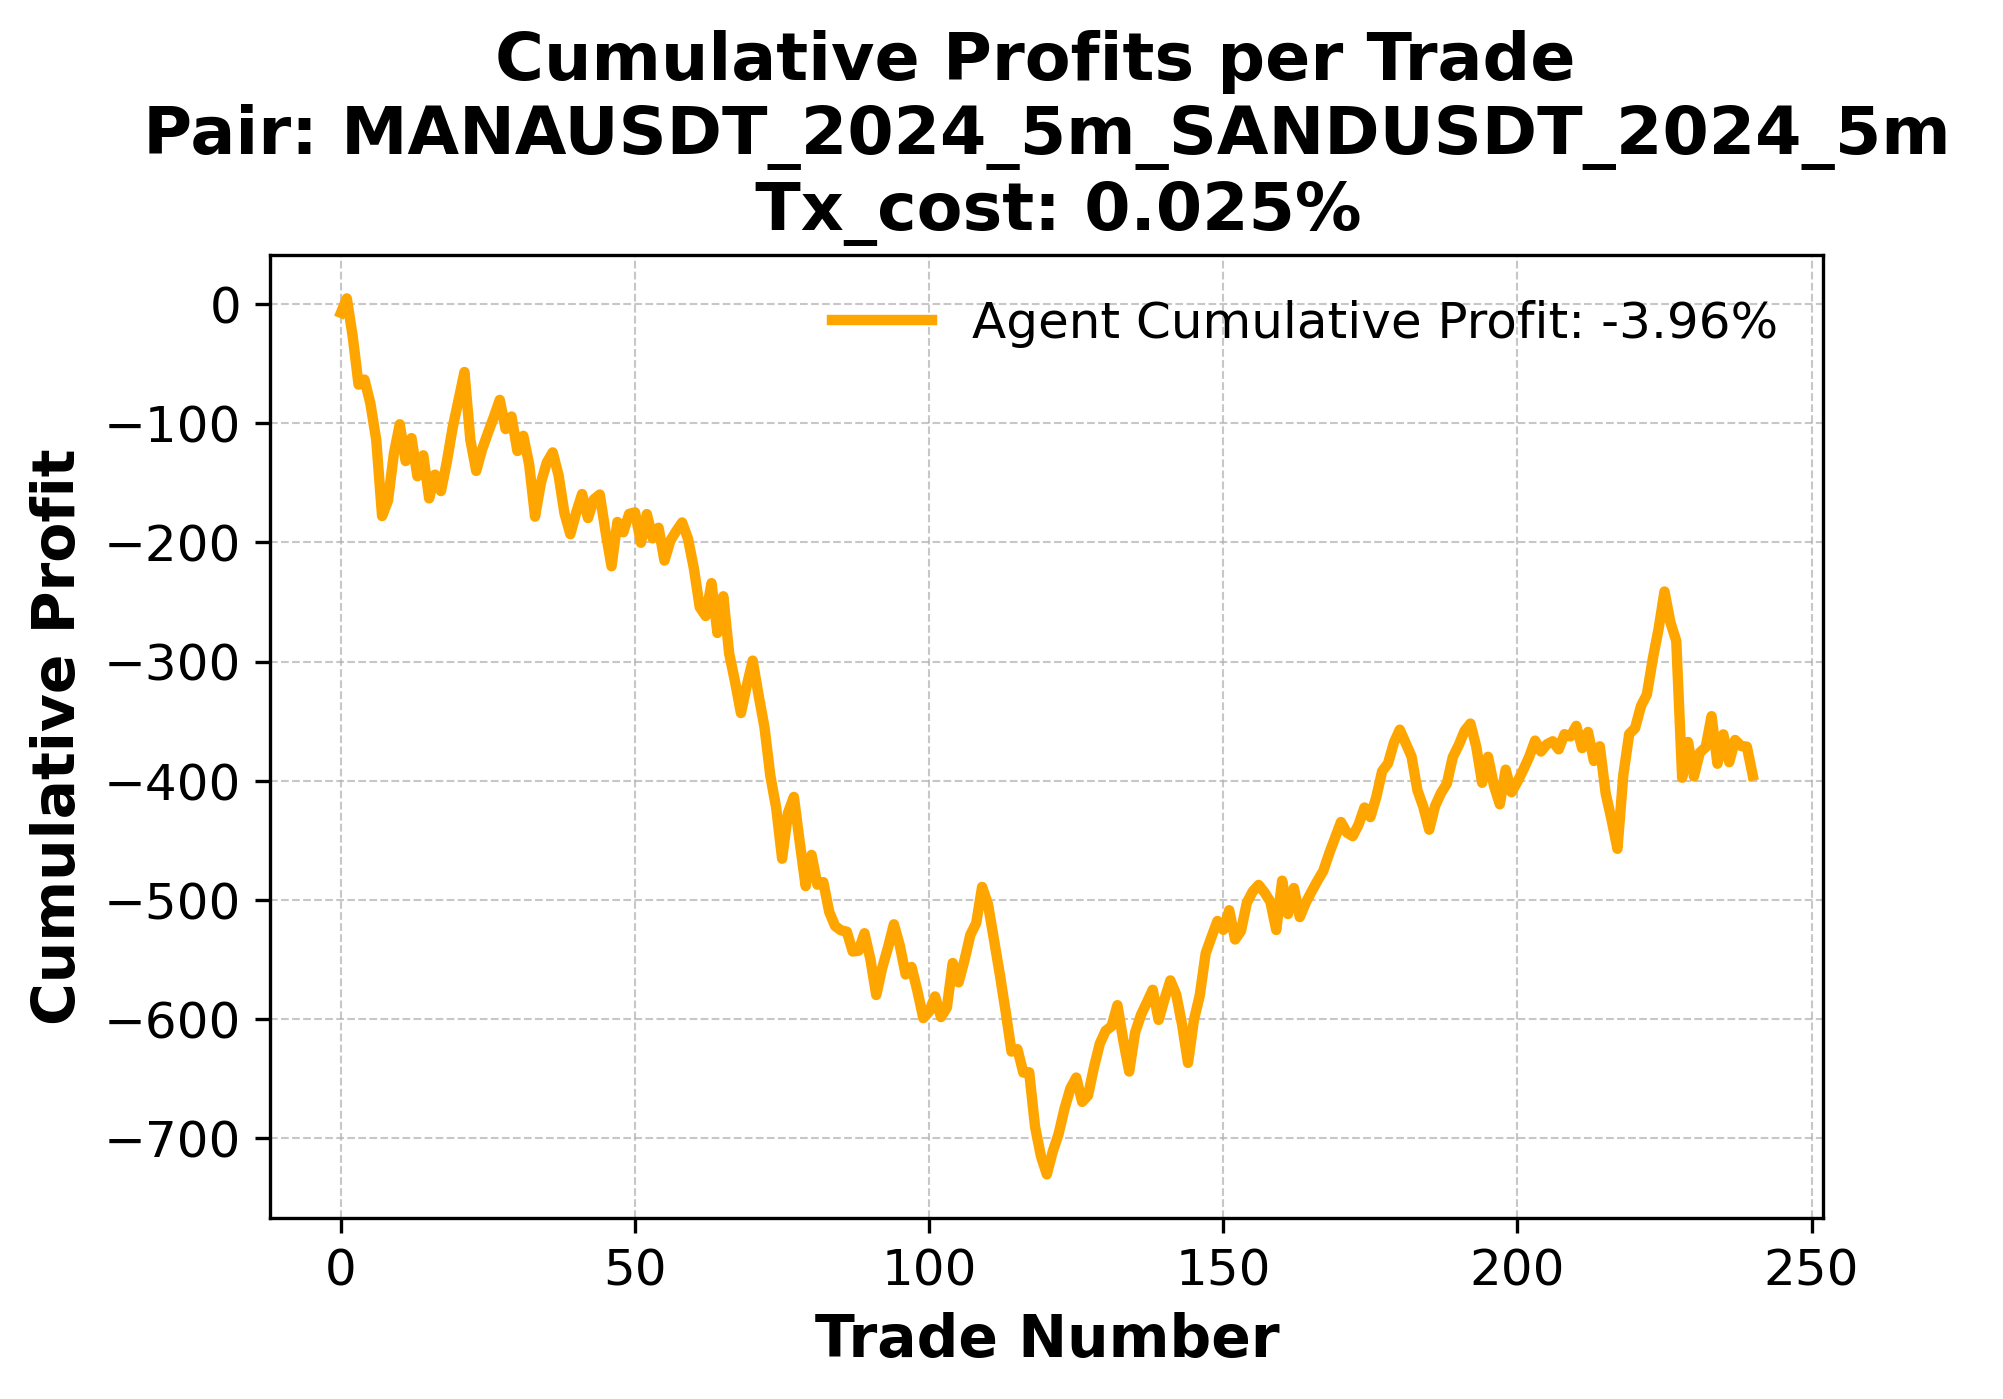 Cumulative Profits per Trade
Pair: MANAUSDT_2024_5m_SANDUSDT_2024_5m
Tx_cost: 0.025%
Agent Cumulative Profit: -3.96%
Cumulative Profit
0
−100
−200
−300
−400
−500
−600
−700
0 50 100 150 200 250
Trade Number